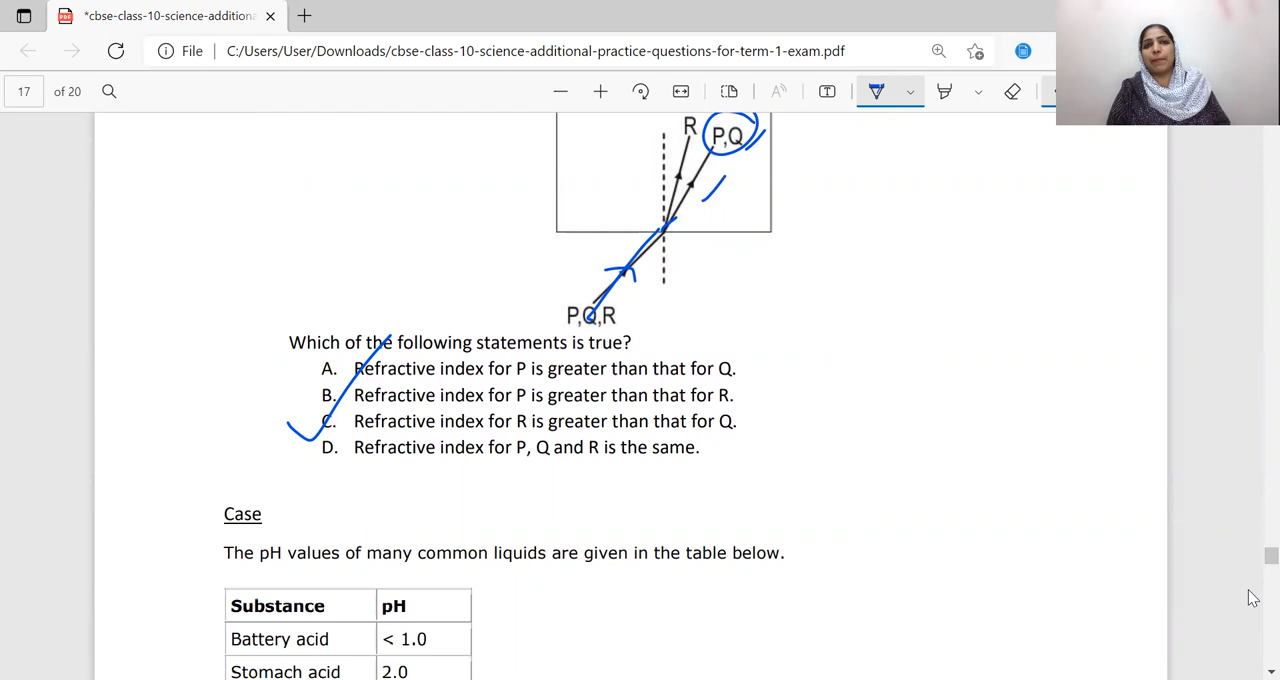 *cbse-class-10-science-addition
File C:/Users/User/Downloads/cbse-class-10-science-additional-practice-questions-for-term-1-exam.pdf
17 of 20
R P,Q
P,Q,R
Which of the following statements is true?
A. Refractive index for P is greater than that for Q.
B. Refractive index for P is greater than that for R.
C. Refractive index for R is greater than that for Q.
D. Refractive index for P, Q and R is the same.
Case
The pH values of many common liquids are given in the table below.
Substance pH
Battery acid < 1.0
Stomach acid 2.0